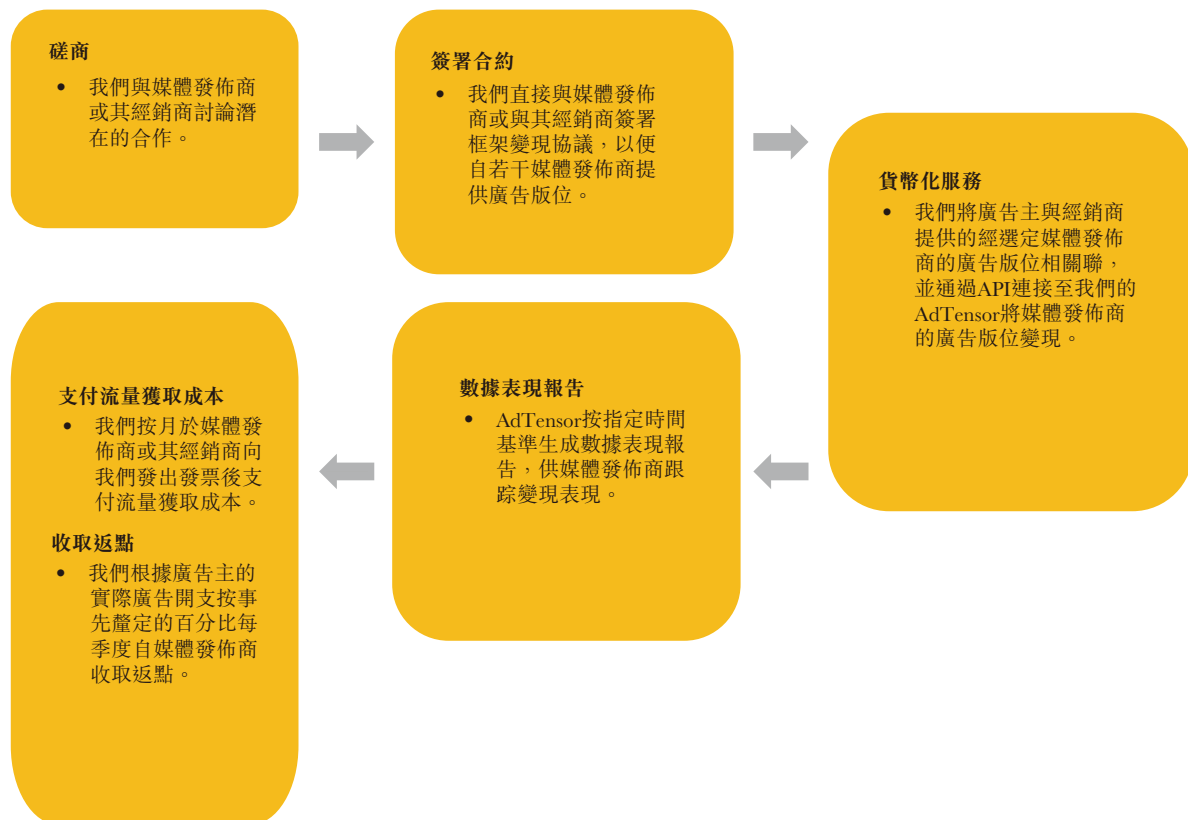 磋商
• 我們與媒體發佈商
或其經銷商討論潛
在的合作。
簽署合約
• 我們直接與媒體發佈
商或與其經銷商簽署
框架變現協議，以便
自若干媒體發佈商提
供廣告版位。
貨幣化服務
• 我們將廣告主與經銷商
提供的經選定媒體發佈
商的廣告版位相關聯，
並通過API連接至我們的
AdTensor將媒體發佈商
的廣告版位變現。
數據表現報告
• AdTensor按指定時間
基準生成數據表現報
告，供媒體發佈商跟
踪變現表現。
支付流量獲取成本
• 我們按月於媒體發
佈商或其經銷商向
我們發出發票後支
付流量獲取成本。
收取返點
• 我們根據廣告主的
實際廣告開支按事
先釐定的百分比每
季度自媒體發佈商
收取返點。